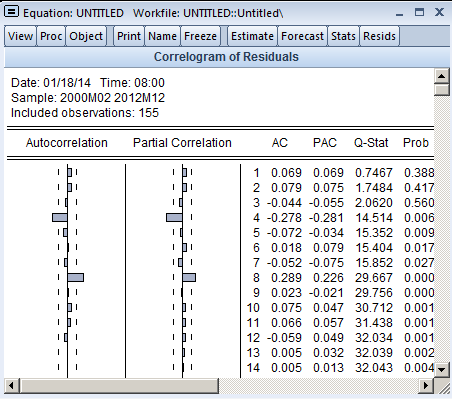 Equation: UNTITLED Workfile: UNTITLED::Untitled\
View Proc Object Print Name Freeze Estimate Forecast Stats Resids
Correlogram of Residuals
Date: 01/18/14 Time: 08:00
Sample: 2000M02 2012M12
Included observations: 155
Autocorrelation Partial Correlation AC PAC Q-Stat Prob
1 0.069 0.069 0.7467 0.388
2 0.079 0.075 1.7484 0.417
3 -0.044 -0.055 2.0620 0.560
4 -0.278 -0.281 14.514 0.006
5 -0.072 -0.034 15.352 0.009
6 0.018 0.079 15.404 0.017
7 -0.052 -0.075 15.852 0.027
8 0.289 0.226 29.667 0.000
9 0.023 -0.021 29.756 0.000
10 0.075 0.047 30.712 0.001
11 0.066 0.057 31.438 0.001
12 -0.059 0.049 32.034 0.001
13 0.005 0.032 32.039 0.002
14 0.005 0.013 32.043 0.004